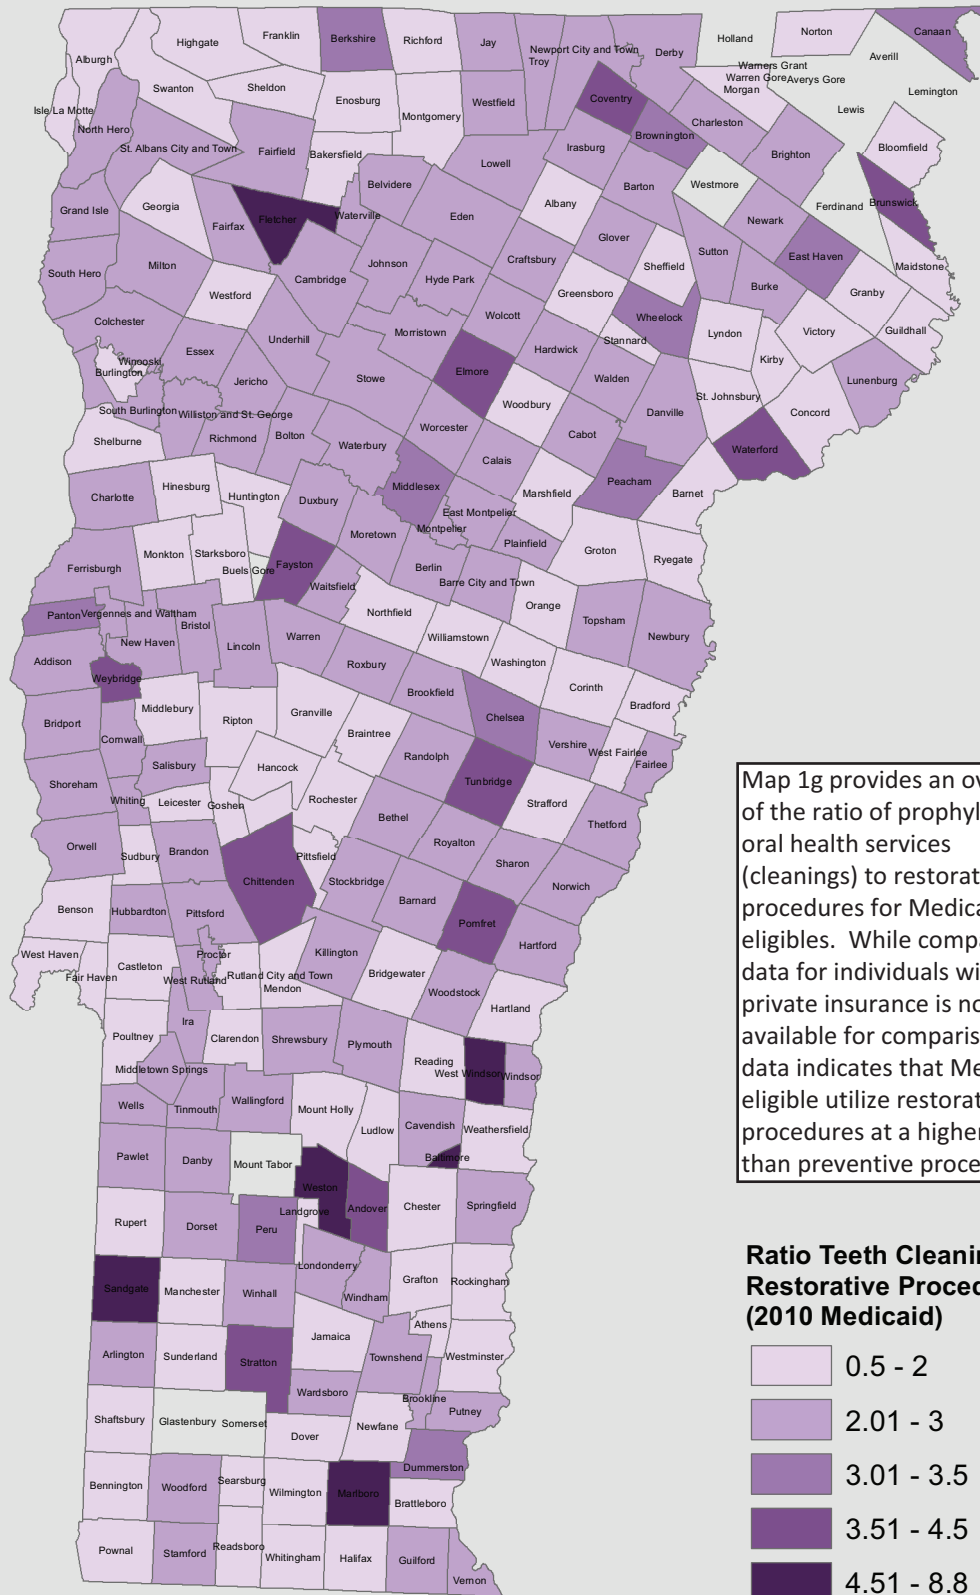 Alburgh
Highgate
Franklin
Berkshire
Richford
Jay
Newport City and Town
Troy
Derby
Holland
Norton
Canaan
Averill
Warners Grant
Warren Gore
Averys Gore
Morgan
Lewis
Lemington
Isle La Motte
Swanton
Sheldon
Enosburg
Montgomery
Westfield
Coventry
Charleston
Brownington
North Hero
St. Albans City and Town
Fairfield
Bakersfield
Lowell
Irasburg
Brighton
Bloomfield
Belvidere
Barton
Westmore
Ferdinand
Brunswick
Grand Isle
Georgia
Fairfax
Fletcher
Waterville
Eden
Albany
Newark
Glover
Sutton
East Haven
Maidstone
South Hero
Milton
Cambridge
Johnson
Hyde Park
Craftsbury
Sheffield
Burke
Granby
Westford
Greensboro
Wheelock
Colchester
Underhill
Morristown
Wolcott
Stannard
Lyndon
Victory
Guildhall
Winooski
Burlington
Essex
Jericho
Stowe
Elmore
Hardwick
Walden
Kirby
Lunenburg
St. Johnsbury
South Burlington
Williston and St. George
Woodbury
Danville
Concord
Shelburne
Richmond
Bolton
Waterbury
Worcester
Cabot
Waterford
Calais
Charlotte
Hinesburg
Huntington
Duxbury
Middlesex
Marshfield
Peacham
Barnet
East Montpelier
Montpelier
Moretown
Plainfield
Ferrisburgh
Monkton
Starksboro
Buels Gore
Fayston
Waitsfield
Berlin
Barre City and Town
Groton
Ryegate
Orange
Northfield
Topsham
Newbury
Panton
Vergennes and Waltham
Bristol
New Haven
Lincoln
Warren
Williamstown
Washington
Addison
Weybridge
Roxbury
Brookfield
Corinth
Bradford
Bridport
Cornwall
Middlebury
Ripton
Granville
Braintree
Chelsea
Vershire
West Fairlee
Fairlee
Shoreham
Salisbury
Hancock
Randolph
Tunbridge
Strafford
Whiting
Leicester
Goshen
Rochester
Bethel
Thetford
Orwell
Sudbury
Brandon
Pittsfield
Royalton
Sharon
Chittenden
Stockbridge
Norwich
Benson
Hubbardton
Pittsford
Barnard
Pomfret
Hartford
West Haven
Fair Haven
Castleton
Proctor
West Rutland
Rutland City and Town
Mendon
Killington
Bridgewater
Woodstock
Hartland
Ira
Poultney
Clarendon
Shrewsbury
Plymouth
Reading
West Windsor
Windsor
Middletown Springs
Wells
Tinmouth
Wallingford
Mount Holly
Ludlow
Cavendish
Weathersfield
Pawlet
Danby
Mount Tabor
Baltimore
Weston
Andover
Chester
Springfield
Rupert
Dorset
Peru
Landgrove
Londonderry
Sandgate
Manchester
Winhall
Windham
Grafton
Rockingham
Athens
Arlington
Sunderland
Stratton
Jamaica
Townshend
Westminster
Wardsboro
Brookline
Putney
Shaftsbury
Glastenbury
Somerset
Dover
Newfane
Dummerston
Bennington
Woodford
Searsburg
Wilmington
Marlboro
Brattleboro
Pownal
Stamford
Readsboro
Whitingham
Halifax
Guilford
Vernon
Map 1g provides an ov
of the ratio of prophyl
oral health services
(cleanings) to restorat
procedures for Medica
eligibles. While compa
data for individuals wi
private insurance is no
available for comparis
data indicates that Me
eligible utilize restorat
procedures at a higher
than preventive proce
Ratio Teeth Cleanin
Restorative Proced
(2010 Medicaid)
0.5 - 2
2.01 - 3
3.01 - 3.5
3.51 - 4.5
4.51 - 8.8